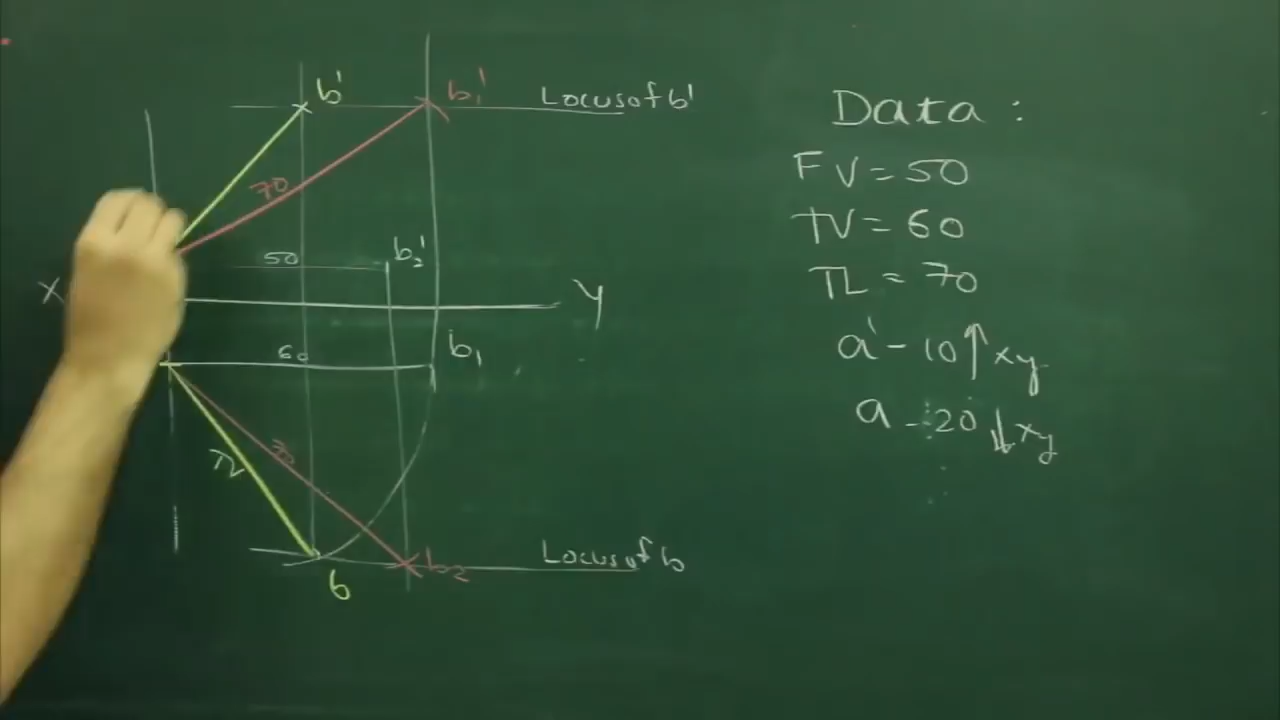 b'
b₁'
Locus of b'
70
50
b₂'
X
Y
60
b₁
TL
70
b
b₂
Locus of b
Data :
FV = 50
TV = 60
TL = 70
a' - 10 ↑ xy
a - 20 ↓ xy